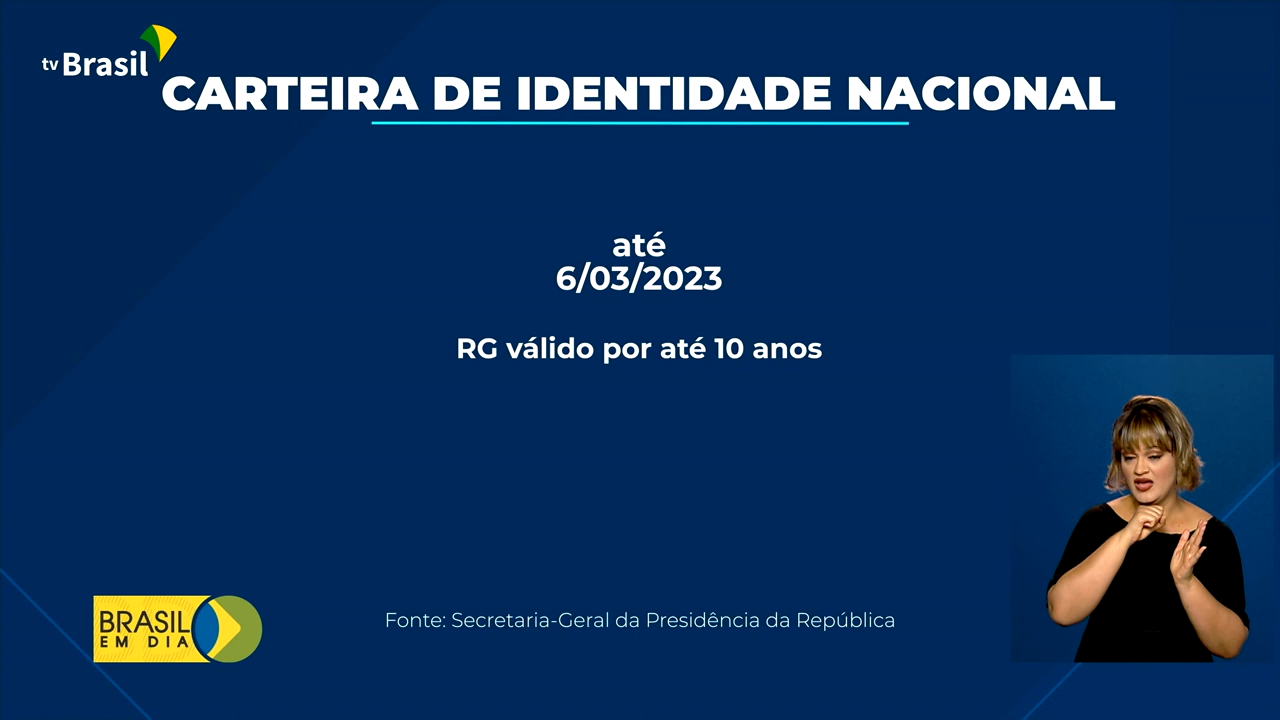 tv Brasil
CARTEIRA DE IDENTIDADE NACIONAL
até
6/03/2023
RG válido por até 10 anos
BRASIL
EM DIA
Fonte: Secretaria-Geral da Presidência da República